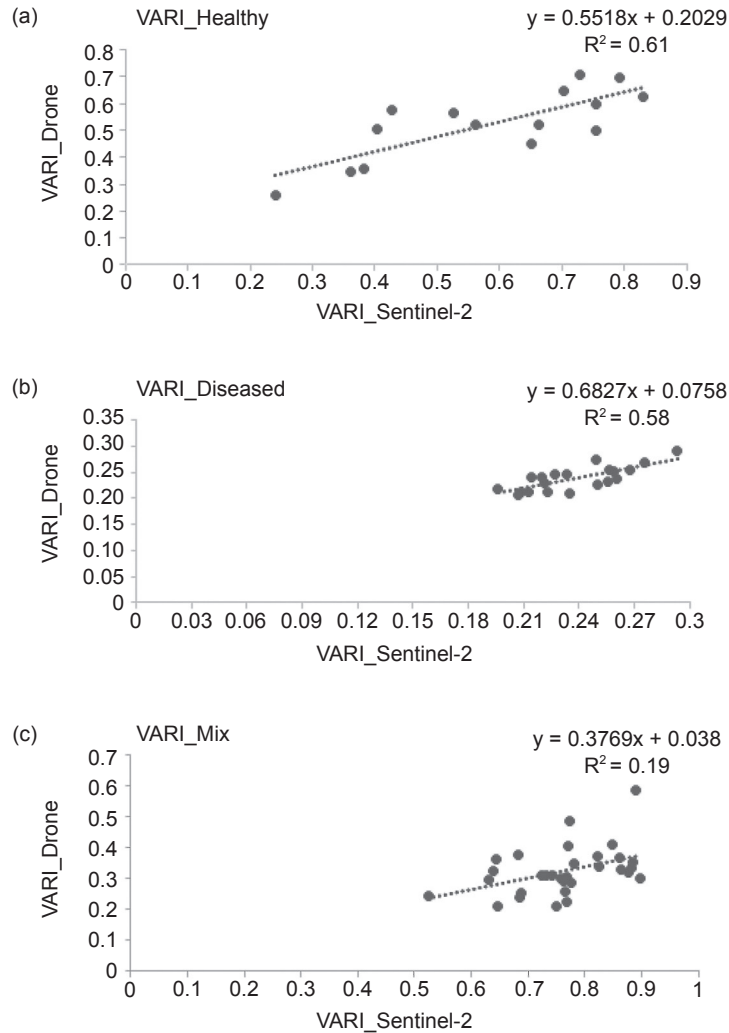 (a) VARI_Healthy y = 0.5518x + 0.2029
R² = 0.61
0.8
0.7
0.6
0.5
0.4
0.3
0.2
0.1
0
VARI_Drone
0 0.1 0.2 0.3 0.4 0.5 0.6 0.7 0.8 0.9
VARI_Sentinel-2
(b) VARI_Diseased y = 0.6827x + 0.0758
R² = 0.58
0.35
0.30
0.25
0.20
0.15
0.10
0.05
0
VARI_Drone
0 0.03 0.06 0.09 0.12 0.15 0.18 0.21 0.24 0.27 0.3
VARI_Sentinel-2
(c) VARI_Mix y = 0.3769x + 0.038
R² = 0.19
0.7
0.6
0.5
0.4
0.3
0.2
0.1
0
VARI_Drone
0 0.1 0.2 0.3 0.4 0.5 0.6 0.7 0.8 0.9 1
VARI_Sentinel-2